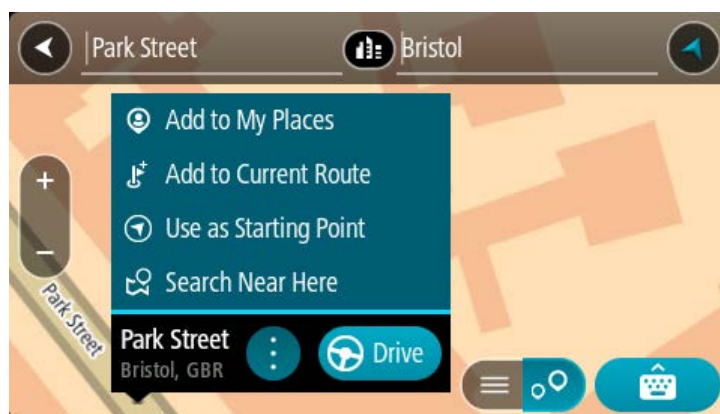 Park Street
Bristol
Add to My Places
Add to Current Route
Use as Starting Point
Search Near Here
Park Street
Park Street
Bristol, GBR
Drive